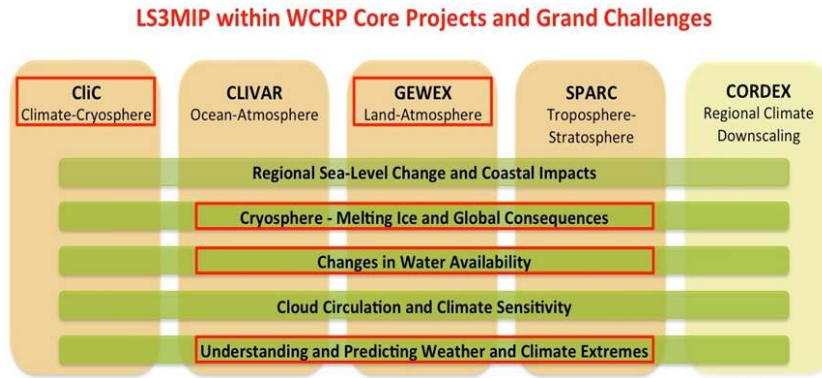 LS3MIP within WCRP Core Projects and Grand Challenges
CliC
Climate-Cryosphere
CLIVAR
Ocean-Atmosphere
GEWEX
Land-Atmosphere
SPARC
Troposphere-
Stratosphere
CORDEX
Regional Climate
Downscaling
Regional Sea-Level Change and Coastal Impacts
Cryosphere - Melting Ice and Global Consequences
Changes in Water Availability
Cloud Circulation and Climate Sensitivity
Understanding and Predicting Weather and Climate Extremes